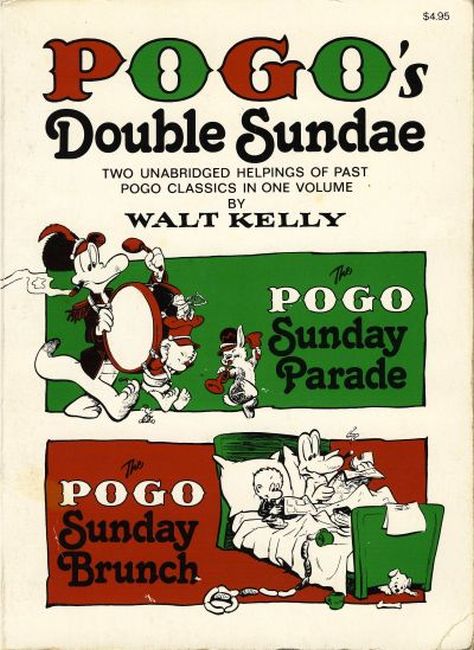 $4.95
POGO's
Double Sundae
TWO UNABRIDGED HELPINGS OF PAST
POGO CLASSICS IN ONE VOLUME
BY
WALT KELLY
The
POGO
Sunday
Parade
The
POGO
Sunday
Brunch